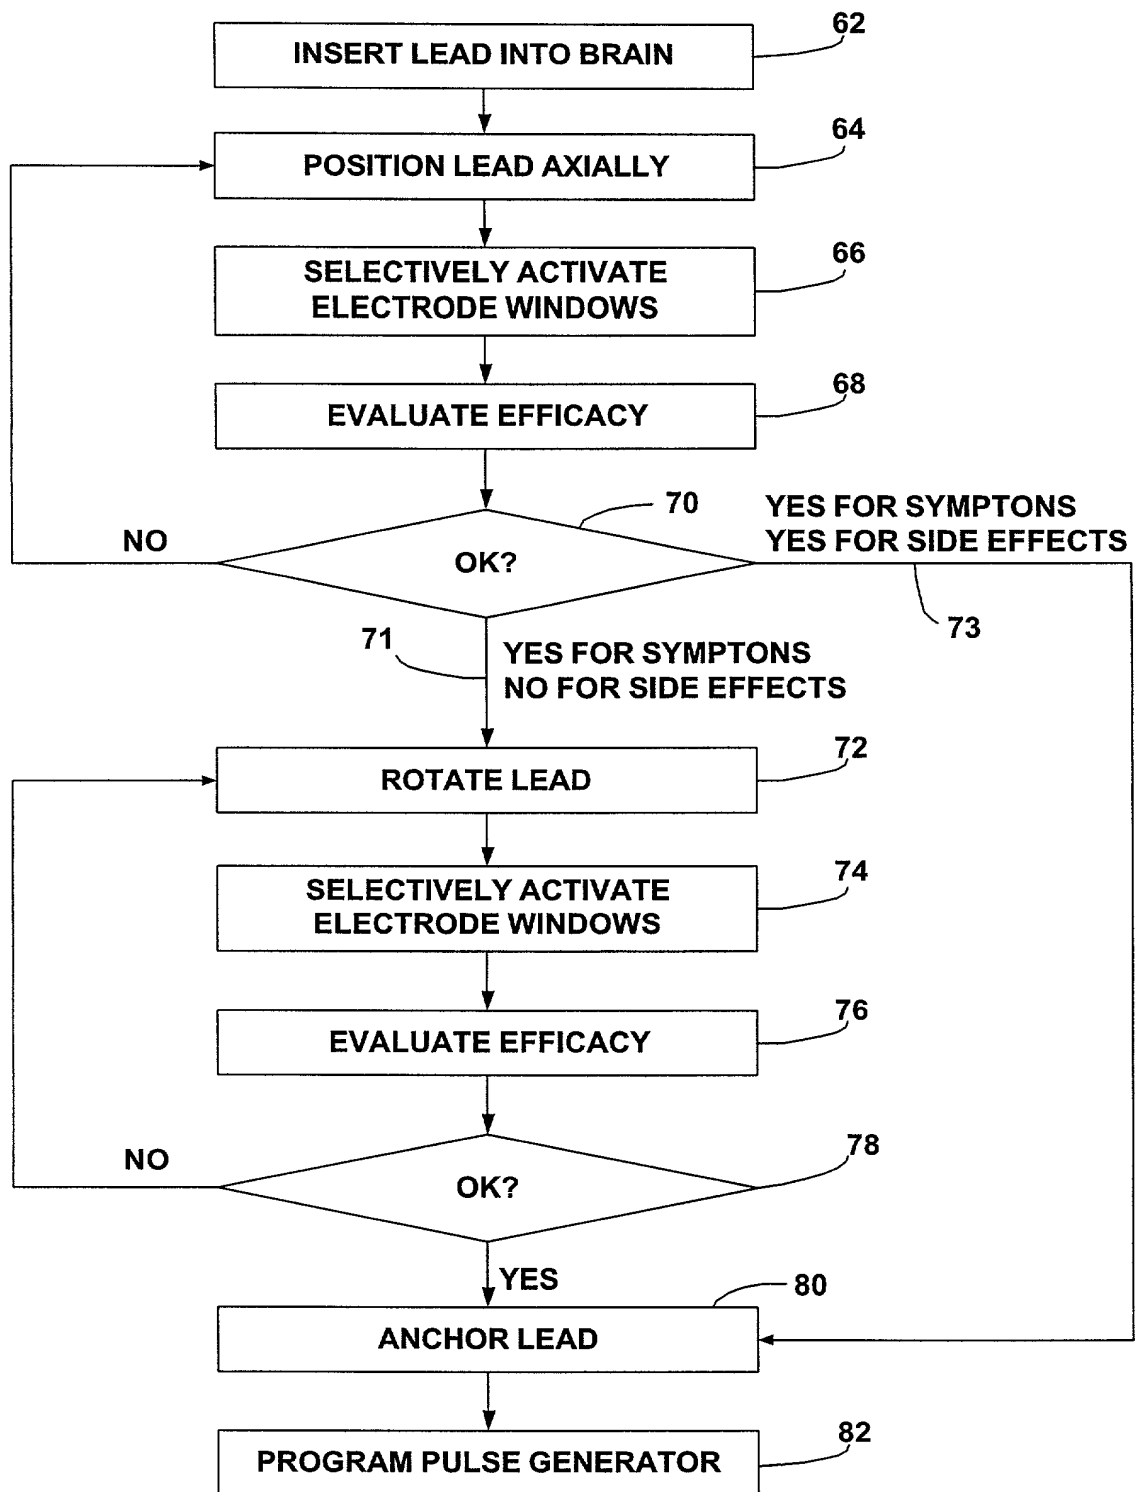 62
INSERT LEAD INTO BRAIN
64
POSITION LEAD AXIALLY
66
SELECTIVELY ACTIVATE
ELECTRODE WINDOWS
68
EVALUATE EFFICACY
70
YES FOR SYMPTONS
YES FOR SIDE EFFECTS
NO
OK?
73
71
YES FOR SYMPTONS
NO FOR SIDE EFFECTS
72
ROTATE LEAD
74
SELECTIVELY ACTIVATE
ELECTRODE WINDOWS
76
EVALUATE EFFICACY
78
NO
OK?
YES
80
ANCHOR LEAD
82
PROGRAM PULSE GENERATOR